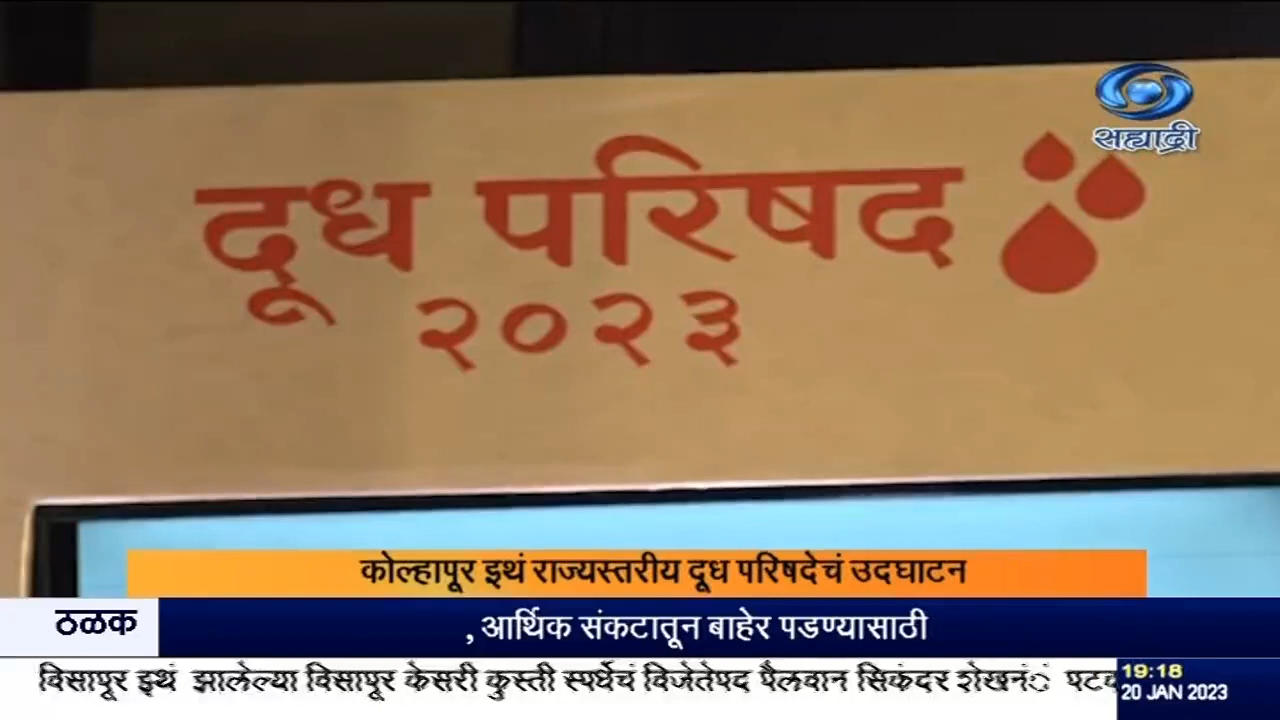 सह्याद्री
दूध परिषद
२०२३
कोल्हापूर इथं राज्यस्तरीय दूध परिषदेचं उदघाटन
ठळक
, आर्थिक संकटातून बाहेर पडण्यासाठी
विसापूर इथं झालेल्या विसापूर केसरी कुस्ती स्पर्धेचं विजेतेपद पैलवान सिकंदर शेखनंं
19:18
20 JAN 2023